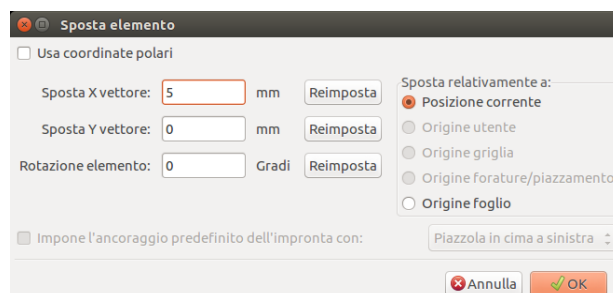 Sposta elemento
Usa coordinate polari
Sposta X vettore: 5 mm Reimposta
Sposta Y vettore: 0 mm Reimposta
Rotazione elemento: 0 Gradi Reimposta
Sposta relativamente a:
Posizione corrente
Origine utente
Origine griglia
Origine forature/piazzamento
Origine foglio
Impone l'ancoraggio predefinito dell'impronta con: Piazzola in cima a sinistra
Annulla OK